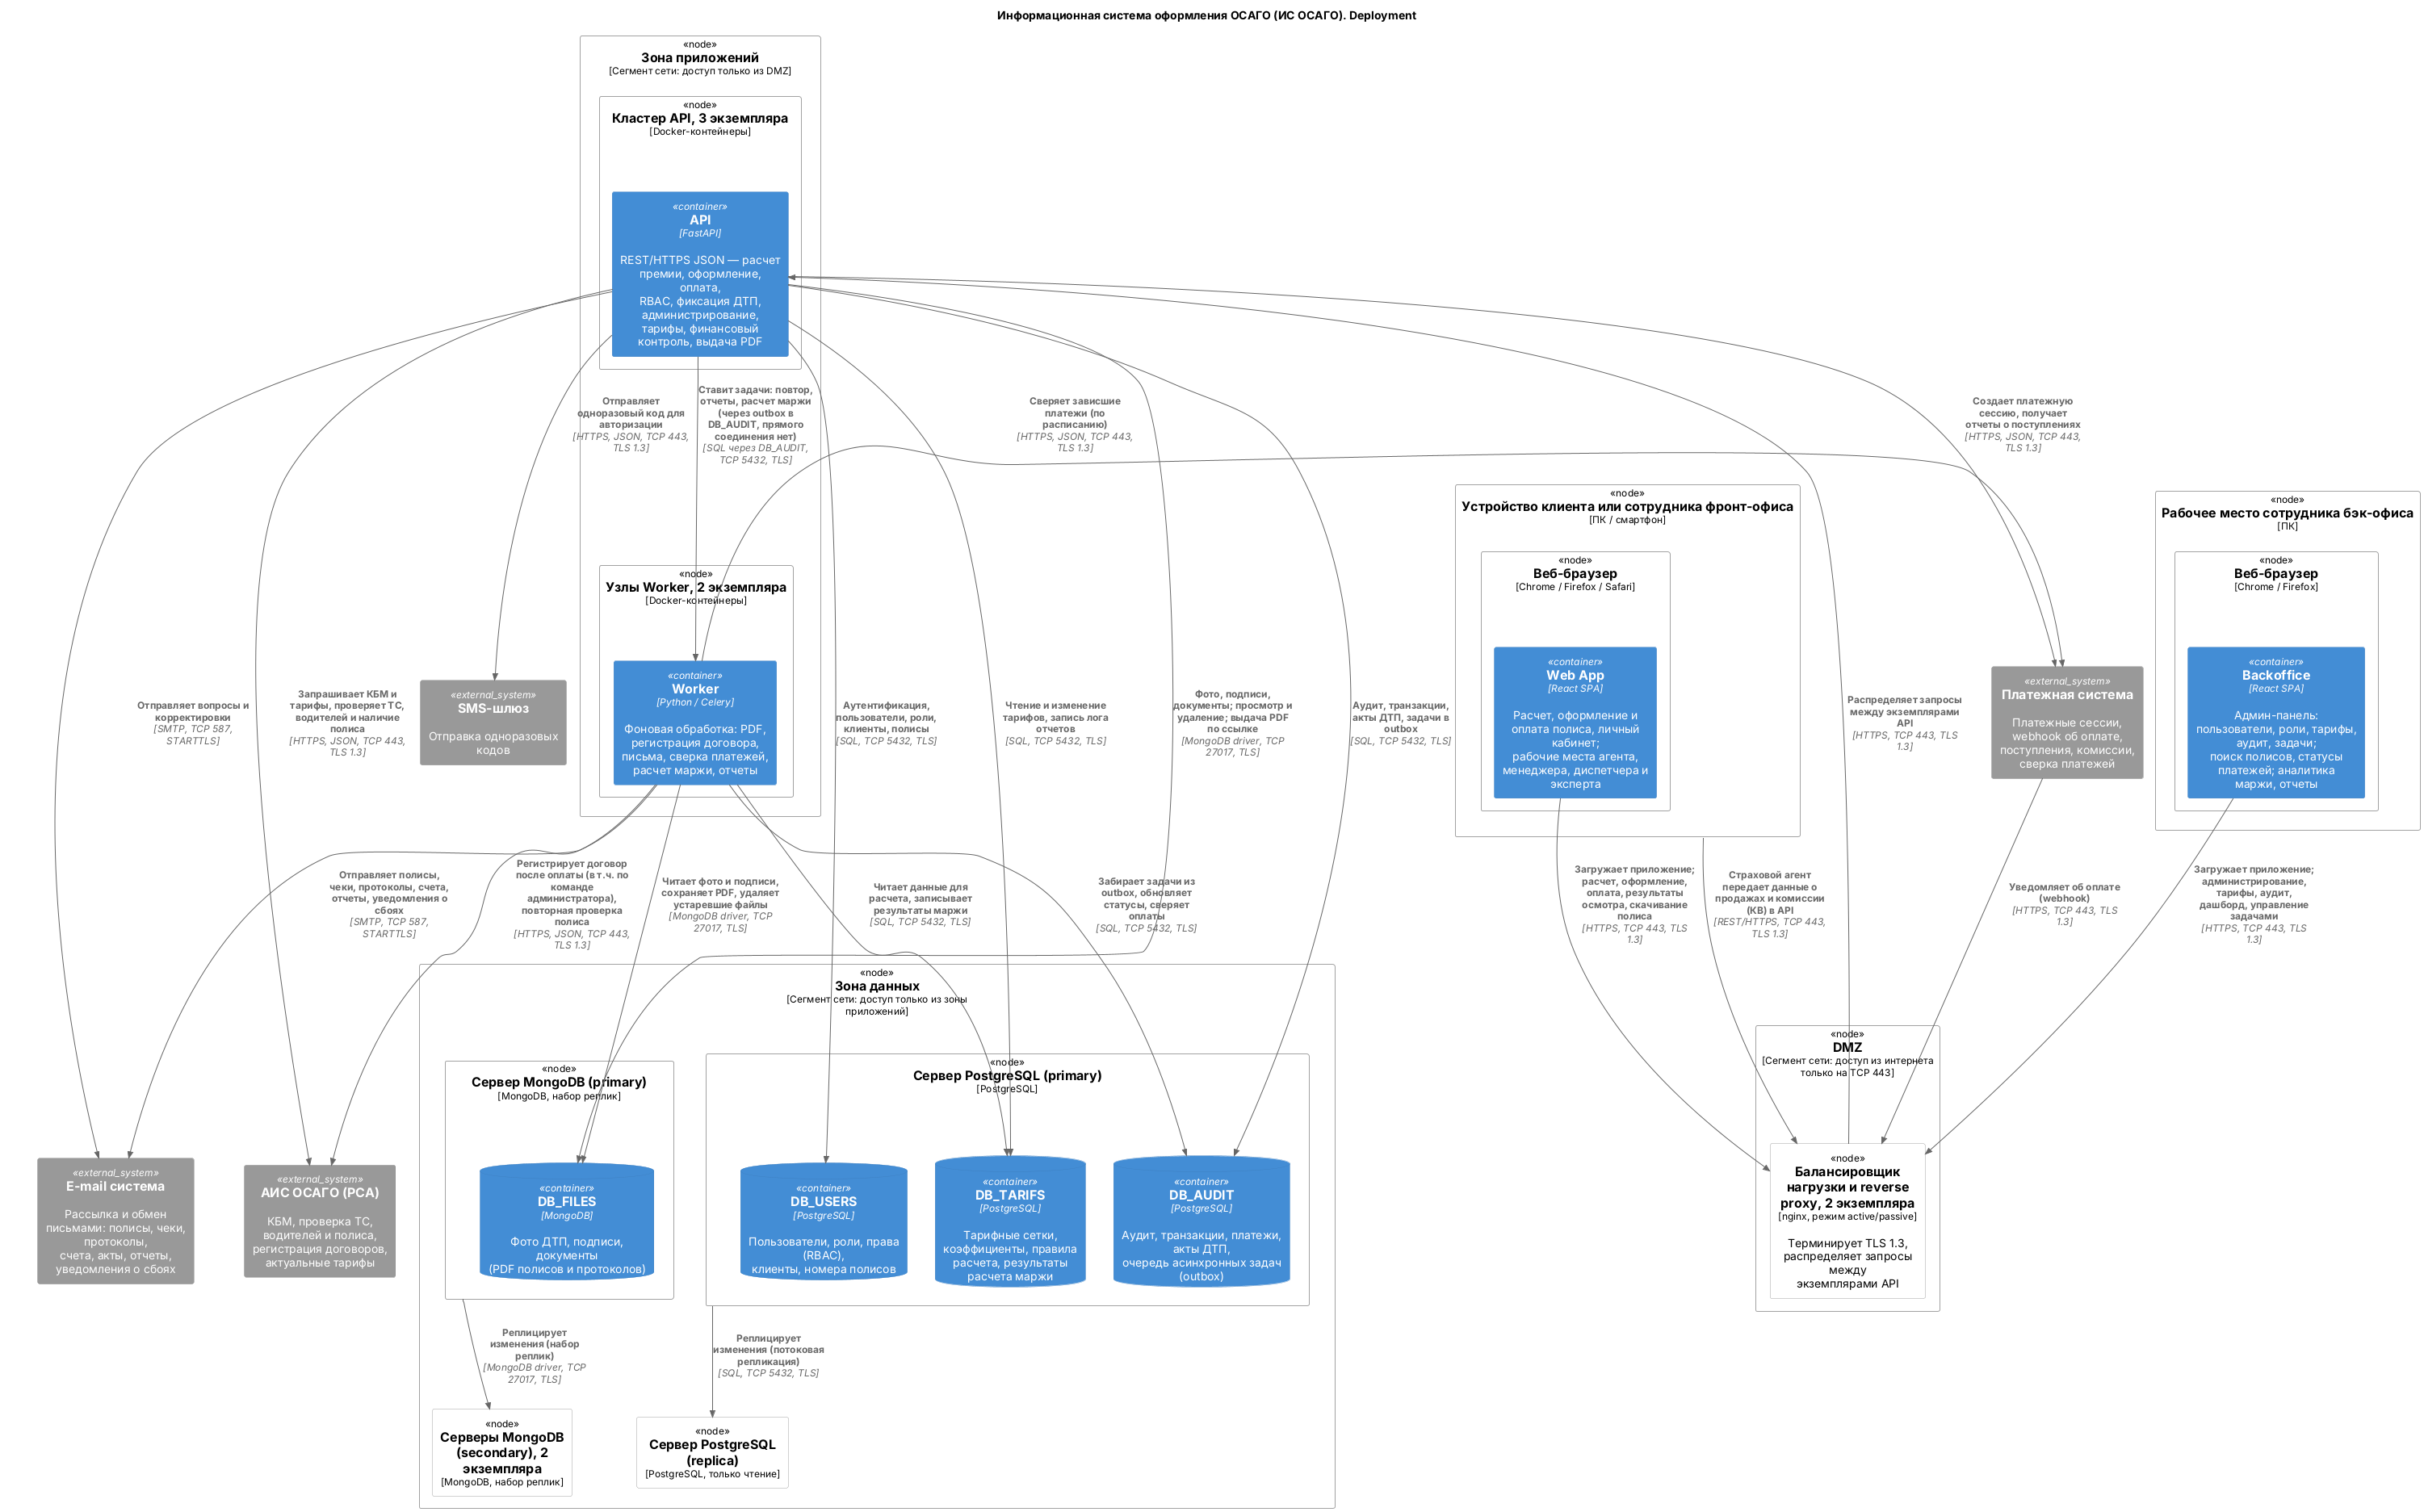 Информационная система оформления ОСАГО (ИС ОСАГО). Deployment
«node»
Зона приложений
[Сегмент сети: доступ только из DMZ]
«node»
Кластер API, 3 экземпляра
[Docker-контейнеры]
«container»
API
[FastAPI]
REST/HTTPS JSON — расчет
премии, оформление,
оплата,
RBAC, фиксация ДТП,
администрирование,
тарифы, финансовый
контроль, выдача PDF
Отправляет
одноразовый код для
авторизации
[HTTPS, JSON, TCP 443,
TLS 1.3]
Ставит задачи: повтор,
отчеты, расчет маржи
(через outbox в
DB_AUDIT, прямого
соединения нет)
[SQL через DB_AUDIT,
TCP 5432, TLS]
Сверяет зависшие
платежи (по
расписанию)
[HTTPS, JSON, TCP 443,
TLS 1.3]
Создает платежную
сессию, получает
отчеты о поступлениях
[HTTPS, JSON, TCP 443,
TLS 1.3]
«node»
Узлы Worker, 2 экземпляра
[Docker-контейнеры]
«container»
Worker
[Python / Celery]
Фоновая обработка: PDF,
регистрация договора,
письма, сверка платежей,
расчет маржи, отчеты
«node»
Устройство клиента или сотрудника фронт-офиса
[ПК / смартфон]
«node»
Веб-браузер
[Chrome / Firefox / Safari]
«container»
Web App
[React SPA]
Расчет, оформление и
оплата полиса, личный
кабинет;
рабочие места агента,
менеджера, диспетчера и
эксперта
«node»
Рабочее место сотрудника бэк-офиса
[ПК]
«node»
Веб-браузер
[Chrome / Firefox]
«container»
Backoffice
[React SPA]
Админ-панель:
пользователи, роли, тарифы,
аудит, задачи;
поиск полисов, статусы
платежей; аналитика
маржи, отчеты
Отправляет вопросы и
корректировки
[SMTP, TCP 587,
STARTTLS]
Запрашивает КБМ и
тарифы, проверяет ТС,
водителей и наличие
полиса
[HTTPS, JSON, TCP 443,
TLS 1.3]
«external_system»
SMS-шлюз
Отправка одноразовых
кодов
Аутентификация,
пользователи, роли,
клиенты, полисы
[SQL, TCP 5432, TLS]
Чтение и изменение
тарифов, запись лога
отчетов
[SQL, TCP 5432, TLS]
Фото, подписи,
документы; просмотр и
удаление; выдача PDF
по ссылке
[MongoDB driver, TCP
27017, TLS]
Аудит, транзакции,
акты ДТП, задачи в
outbox
[SQL, TCP 5432, TLS]
Распределяет запросы
между экземплярами
API
[HTTPS, TCP 443, TLS
1.3]
«external_system»
Платежная система
Платежные сессии,
webhook об оплате,
поступления, комиссии,
сверка платежей
Отправляет полисы,
чеки, протоколы, счета,
отчеты, уведомления о
сбоях
[SMTP, TCP 587,
STARTTLS]
Регистрирует договор
после оплаты (в т.ч. по
команде
администратора),
повторная проверка
полиса
[HTTPS, JSON, TCP 443,
TLS 1.3]
Читает фото и подписи,
сохраняет PDF, удаляет
устаревшие файлы
[MongoDB driver, TCP
27017, TLS]
Читает данные для
расчета, записывает
результаты маржи
[SQL, TCP 5432, TLS]
Забирает задачи из
outbox, обновляет
статусы, сверяет
оплаты
[SQL, TCP 5432, TLS]
Загружает приложение;
расчет, оформление,
оплата, результаты
осмотра, скачивание
полиса
[HTTPS, TCP 443, TLS
1.3]
Страховой агент
передает данные о
продажах и комиссии
(КВ) в API
[REST/HTTPS, TCP 443,
TLS 1.3]
Уведомляет об оплате
(webhook)
[HTTPS, TCP 443, TLS
1.3]
Загружает приложение;
администрирование,
тарифы, аудит,
дашборд, управление
задачами
[HTTPS, TCP 443, TLS
1.3]
«node»
Зона данных
[Сегмент сети: доступ только из зоны
приложений]
«node»
Сервер MongoDB (primary)
[MongoDB, набор реплик]
«container»
DB_FILES
[MongoDB]
Фото ДТП, подписи,
документы
(PDF полисов и протоколов)
«node»
Сервер PostgreSQL (primary)
[PostgreSQL]
«container»
DB_USERS
[PostgreSQL]
Пользователи, роли, права
(RBAC),
клиенты, номера полисов
«container»
DB_TARIFS
[PostgreSQL]
Тарифные сетки,
коэффициенты, правила
расчета, результаты
расчета маржи
«container»
DB_AUDIT
[PostgreSQL]
Аудит, транзакции, платежи,
акты ДТП,
очередь асинхронных задач
(outbox)
«node»
DMZ
[Сегмент сети: доступ из интернета
только на TCP 443]
«node»
Балансировщик
нагрузки и reverse
proxy, 2 экземпляра
[nginx, режим active/passive]
Терминирует TLS 1.3,
распределяет запросы
между
экземплярами API
«external_system»
E-mail система
Рассылка и обмен
письмами: полисы, чеки,
протоколы,
счета, акты, отчеты,
уведомления о сбоях
«external_system»
АИС ОСАГО (РСА)
КБМ, проверка ТС,
водителей и полиса,
регистрация договоров,
актуальные тарифы
Реплицирует
изменения (набор
реплик)
[MongoDB driver, TCP
27017, TLS]
Реплицирует
изменения (потоковая
репликация)
[SQL, TCP 5432, TLS]
«node»
Серверы MongoDB
(secondary), 2
экземпляра
[MongoDB, набор реплик]
«node»
Сервер PostgreSQL
(replica)
[PostgreSQL, только чтение]